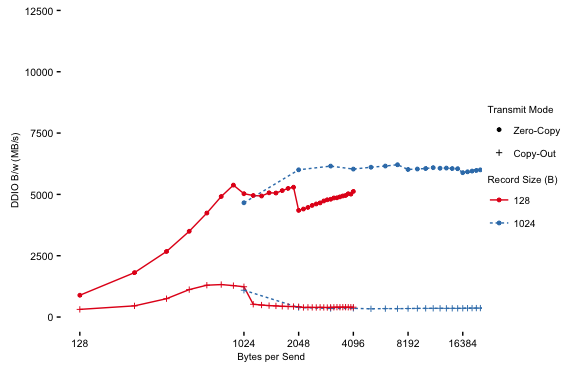 12500
10000
7500
5000
2500
0
DDIO B/w (MB/s)
128
1024
2048
4096
8192
16384
Bytes per Send
Transmit Mode
Zero-Copy
Copy-Out
Record Size (B)
128
1024